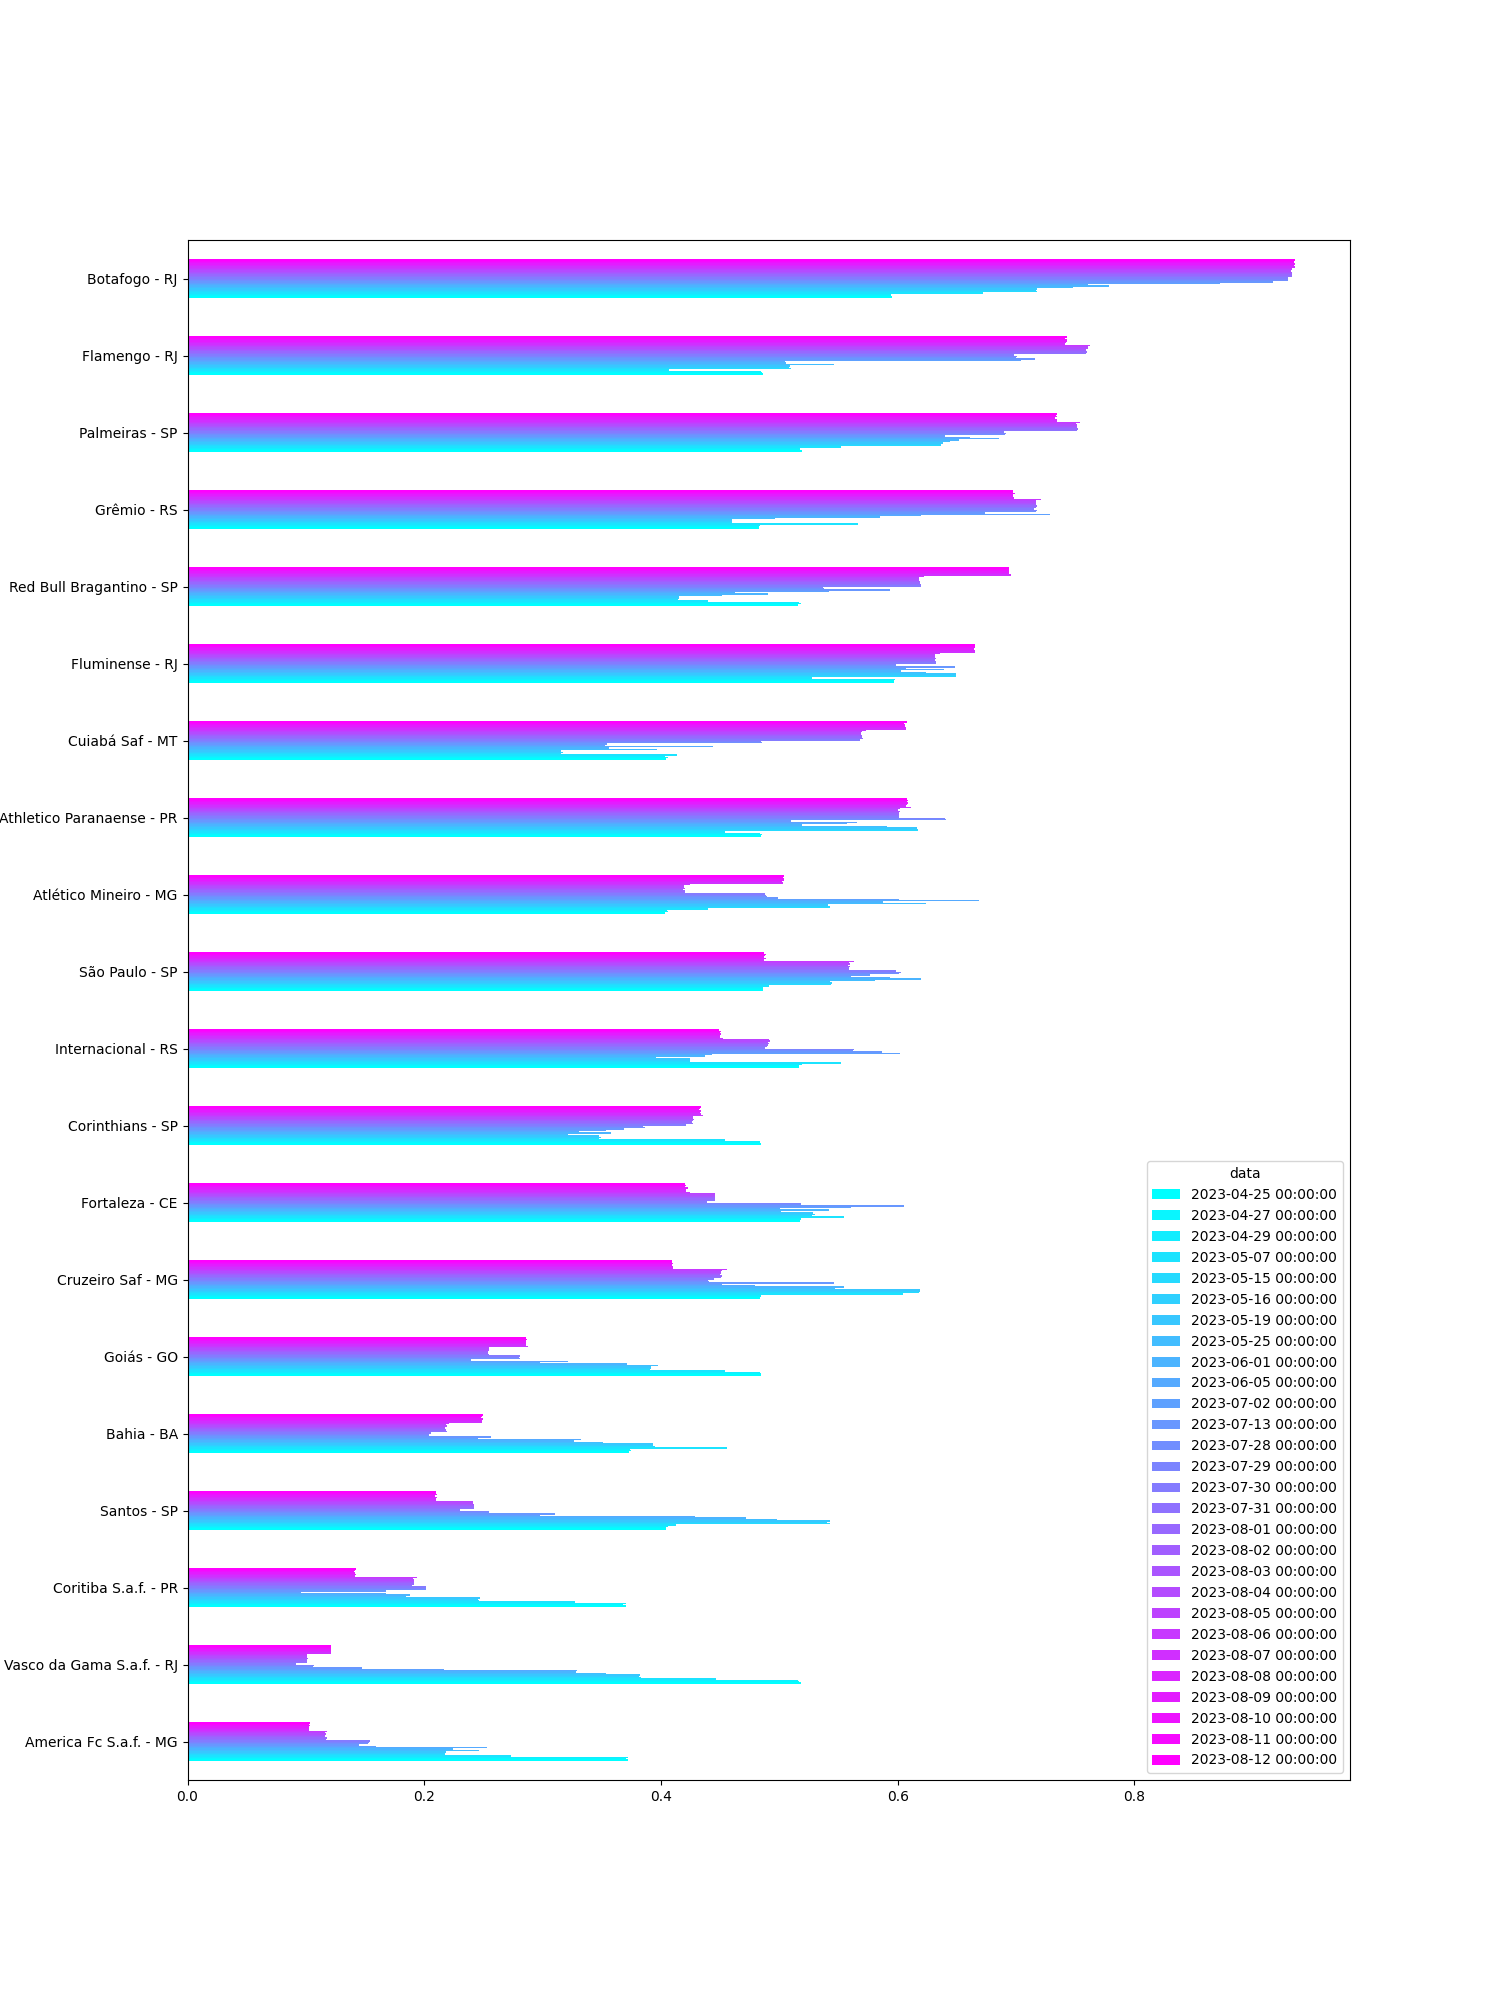 Botafogo - RJ
Flamengo - RJ
Palmeiras - SP
Grêmio - RS
Red Bull Bragantino - SP
Fluminense - RJ
Cuiabá Saf - MT
Athletico Paranaense - PR
Atlético Mineiro - MG
São Paulo - SP
Internacional - RS
Corinthians - SP
Fortaleza - CE
Cruzeiro Saf - MG
Goiás - GO
Bahia - BA
Santos - SP
Coritiba S.a.f. - PR
Vasco da Gama S.a.f. - RJ
America Fc S.a.f. - MG
0.0 0.2 0.4 0.6 0.8
data
2023-04-25 00:00:00
2023-04-27 00:00:00
2023-04-29 00:00:00
2023-05-07 00:00:00
2023-05-15 00:00:00
2023-05-16 00:00:00
2023-05-19 00:00:00
2023-05-25 00:00:00
2023-06-01 00:00:00
2023-06-05 00:00:00
2023-07-02 00:00:00
2023-07-13 00:00:00
2023-07-28 00:00:00
2023-07-29 00:00:00
2023-07-30 00:00:00
2023-07-31 00:00:00
2023-08-01 00:00:00
2023-08-02 00:00:00
2023-08-03 00:00:00
2023-08-04 00:00:00
2023-08-05 00:00:00
2023-08-06 00:00:00
2023-08-07 00:00:00
2023-08-08 00:00:00
2023-08-09 00:00:00
2023-08-10 00:00:00
2023-08-11 00:00:00
2023-08-12 00:00:00